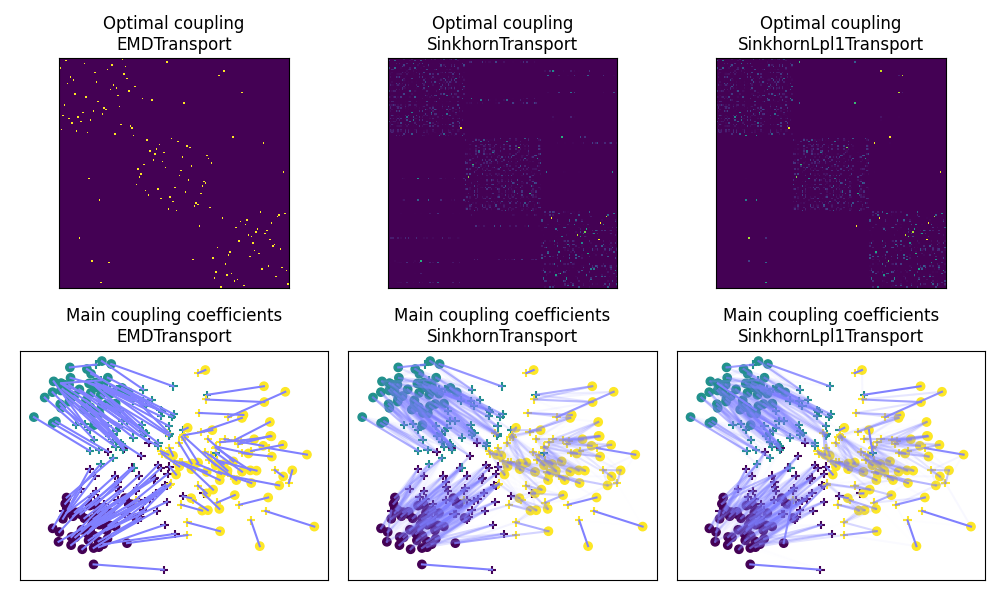 Optimal coupling
EMDTransport
Optimal coupling
SinkhornTransport
Optimal coupling
SinkhornLpl1Transport
Main coupling coefficients
EMDTransport
Main coupling coefficients
SinkhornTransport
Main coupling coefficients
SinkhornLpl1Transport